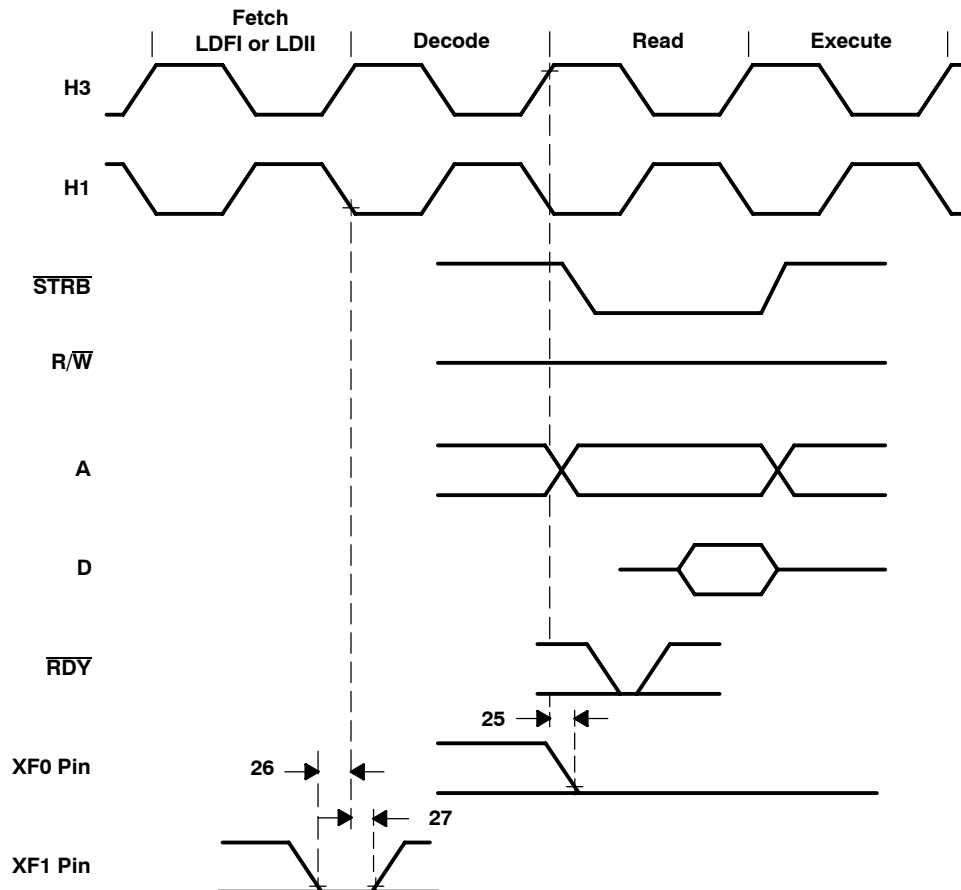 Fetch
LDFI or LDII
Decode
Read
Execute
H3
H1
STRB
R/W
A
D
RDY
25
XF0 Pin
26
27
XF1 Pin